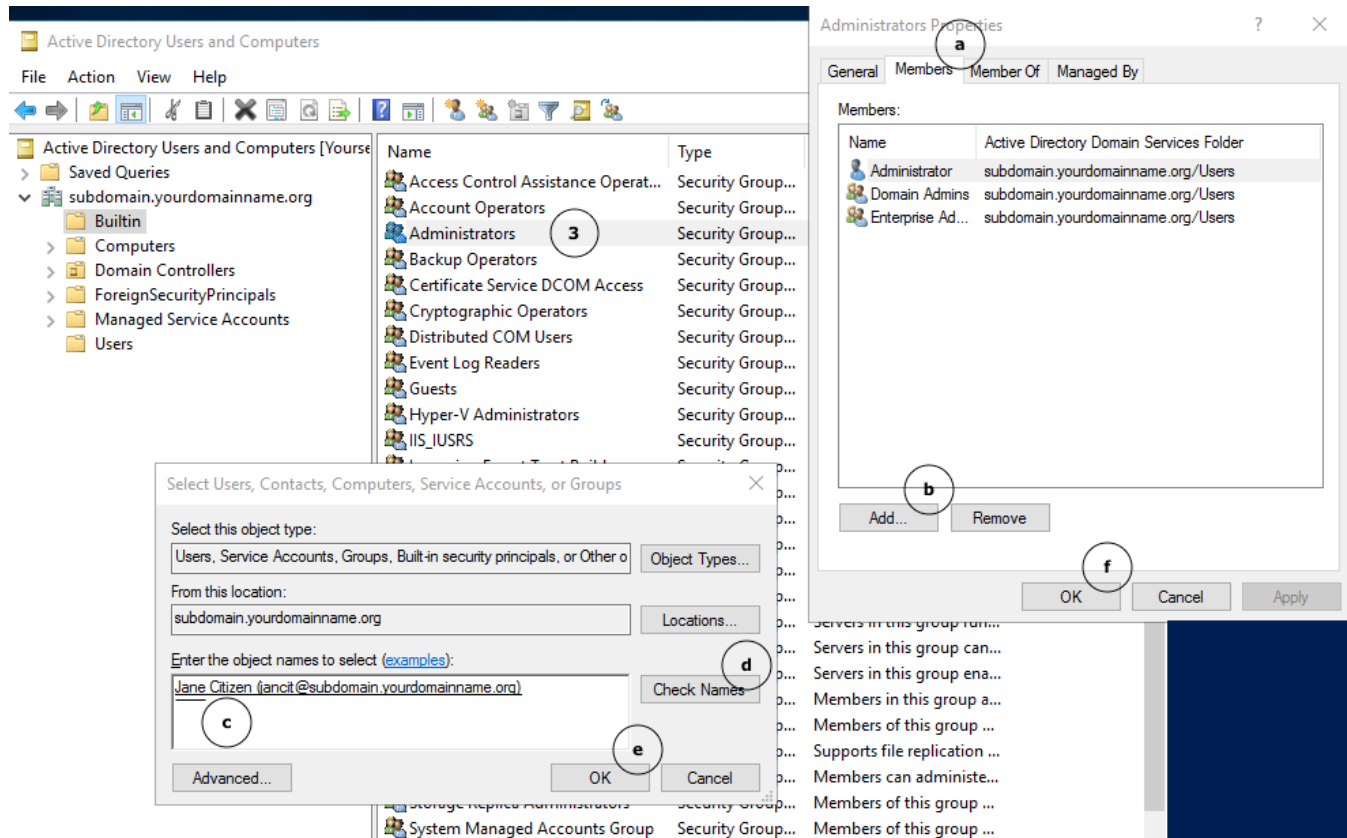 Active Directory Users and Computers
File Action View Help
Active Directory Users and Computers [Yourse
Saved Queries
subdomain.yourdomainname.org
Builtin
Computers
Domain Controllers
ForeignSecurityPrincipals
Managed Service Accounts
Users
Name Type
Access Control Assistance Operat... Security Group...
Account Operators Security Group...
Administrators 3 Security Group...
Backup Operators Security Group...
Certificate Service DCOM Access Security Group...
Cryptographic Operators Security Group...
Distributed COM Users Security Group...
Event Log Readers Security Group...
Guests Security Group...
Hyper-V Administrators Security Group...
IIS_IUSRS Security Group...
Administrators Properties ?
a
General Members Member Of Managed By
Members:
Name Active Directory Domain Services Folder
Administrator subdomain.yourdomainname.org/Users
Domain Admins subdomain.yourdomainname.org/Users
Enterprise Ad... subdomain.yourdomainname.org/Users
b
Add... Remove
f
OK Cancel Apply
Select Users, Contacts, Computers, Service Accounts, or Groups
Select this object type:
Users, Service Accounts, Groups, Built-in security principals, or Other o Object Types...
From this location:
subdomain.yourdomainname.org Locations...
Enter the object names to select (examples):
d
Jane Citizen (jancit@subdomain.yourdomainname.org) Check Names
c
e
Advanced... OK Cancel
Servers in this group run...
Servers in this group can...
Servers in this group ena...
Members in this group a...
Members of this group ...
Supports file replication ...
Members can administe...
Storage Replica Administrators Security Group... Members of this group ...
System Managed Accounts Group Security Group... Members of this group ...